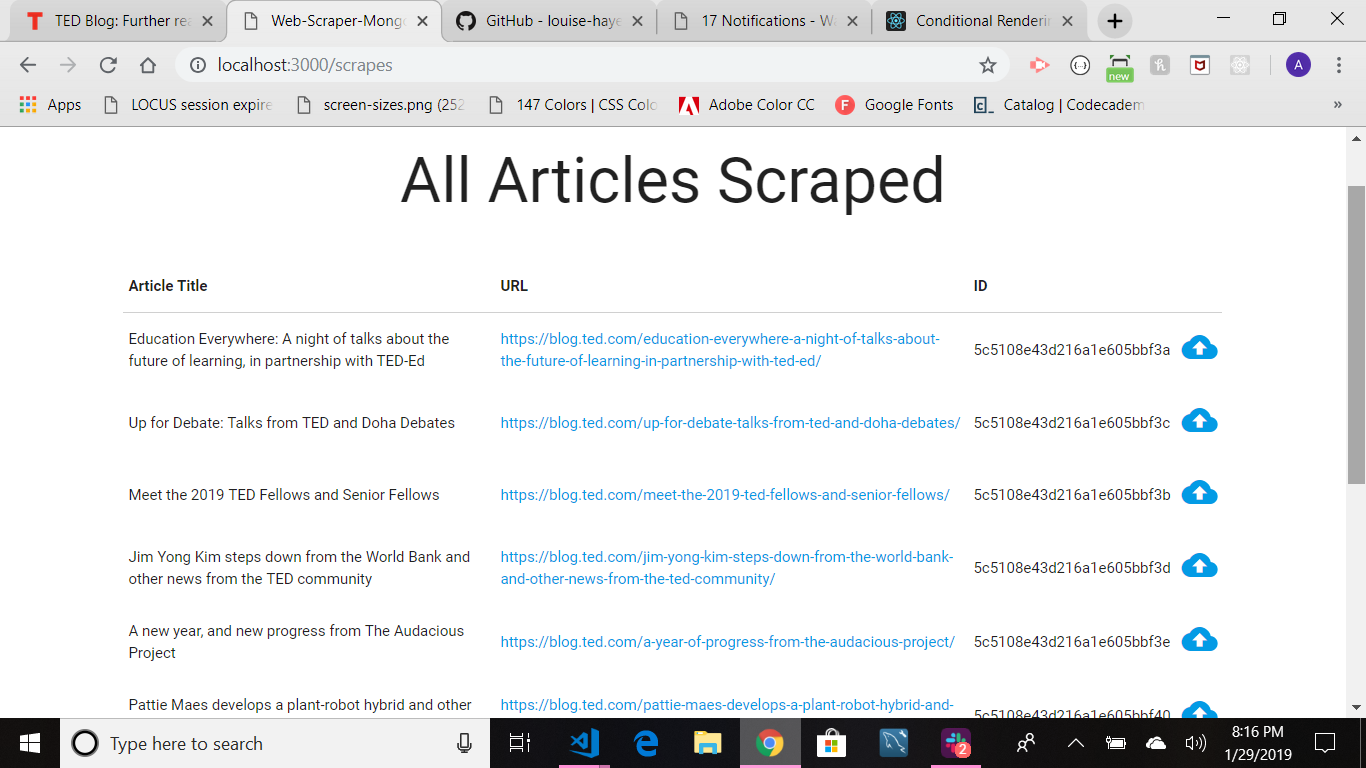 TED Blog: Further rea
Web-Scraper-Mong
GitHub - louise-haye
17 Notifications - W
Conditional Renderin
localhost:3000/scrapes
new
A
Apps
LOCUS session expire
screen-sizes.png (252
147 Colors | CSS Colo
Adobe Color CC
F
Google Fonts
Catalog | Codecadem
»
All Articles Scraped
Article Title
URL
ID
Education Everywhere: A night of talks about the
future of learning, in partnership with TED-Ed
https://blog.ted.com/education-everywhere-a-night-of-talks-about-
the-future-of-learning-in-partnership-with-ted-ed/
5c5108e43d216a1e605bbf3a
Up for Debate: Talks from TED and Doha Debates
https://blog.ted.com/up-for-debate-talks-from-ted-and-doha-debates/
5c5108e43d216a1e605bbf3c
Meet the 2019 TED Fellows and Senior Fellows
https://blog.ted.com/meet-the-2019-ted-fellows-and-senior-fellows/
5c5108e43d216a1e605bbf3b
Jim Yong Kim steps down from the World Bank and
other news from the TED community
https://blog.ted.com/jim-yong-kim-steps-down-from-the-world-bank-
and-other-news-from-the-ted-community/
5c5108e43d216a1e605bbf3d
A new year, and new progress from The Audacious
Project
https://blog.ted.com/a-year-of-progress-from-the-audacious-project/
5c5108e43d216a1e605bbf3e
Pattie Maes develops a plant-robot hybrid and other
https://blog.ted.com/pattie-maes-develops-a-plant-robot-hybrid-and-
5c5108e43d216a1e605bbf40
Type here to search
2
8:16 PM
1/29/2019